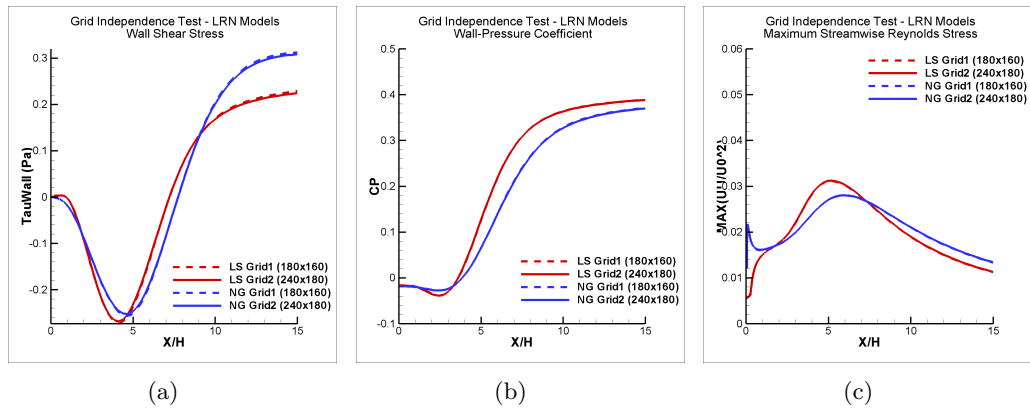 Grid Independence Test - LRN Models
Wall Shear Stress
0.3
0.2
0.1
0
-0.1
-0.2
TauWall (Pa)
LS Grid1 (180x160)
LS Grid2 (240x180)
NG Grid1 (180x160)
NG Grid2 (240x180)
0
5
10
15
X/H
(a)
Grid Independence Test - LRN Models
Wall-Pressure Coefficient
0.5
0.4
0.3
0.2
0.1
0
-0.1
CP
LS Grid1 (180x160)
LS Grid2 (240x180)
NG Grid1 (180x160)
NG Grid2 (240x180)
0
5
10
15
X/H
(b)
Grid Independence Test - LRN Models
Maximum Streamwise Reynolds Stress
0.06
0.05
0.04
0.03
0.02
0.01
0
LS Grid1 (180x160)
LS Grid2 (240x180)
NG Grid1 (180x160)
NG Grid2 (240x180)
0
5
10
15
X/H
(c)